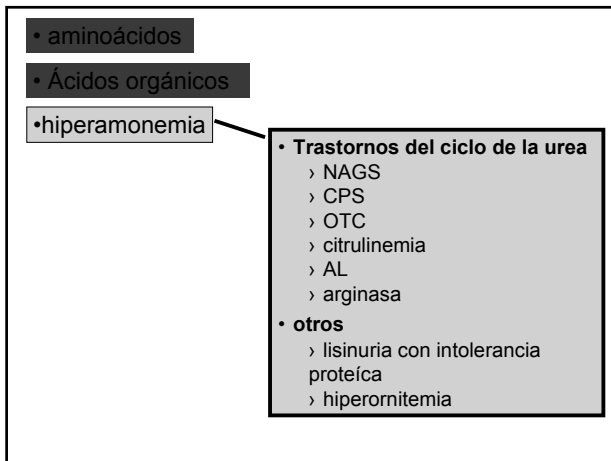 • aminoácidos
• Ácidos orgánicos
•hiperamonemia
• Trastornos del ciclo de la urea
› NAGS
› CPS
› OTC
› citrulinemia
› AL
› arginasa
• otros
› lisinuria con intolerancia
proteíca
› hiperornitemia